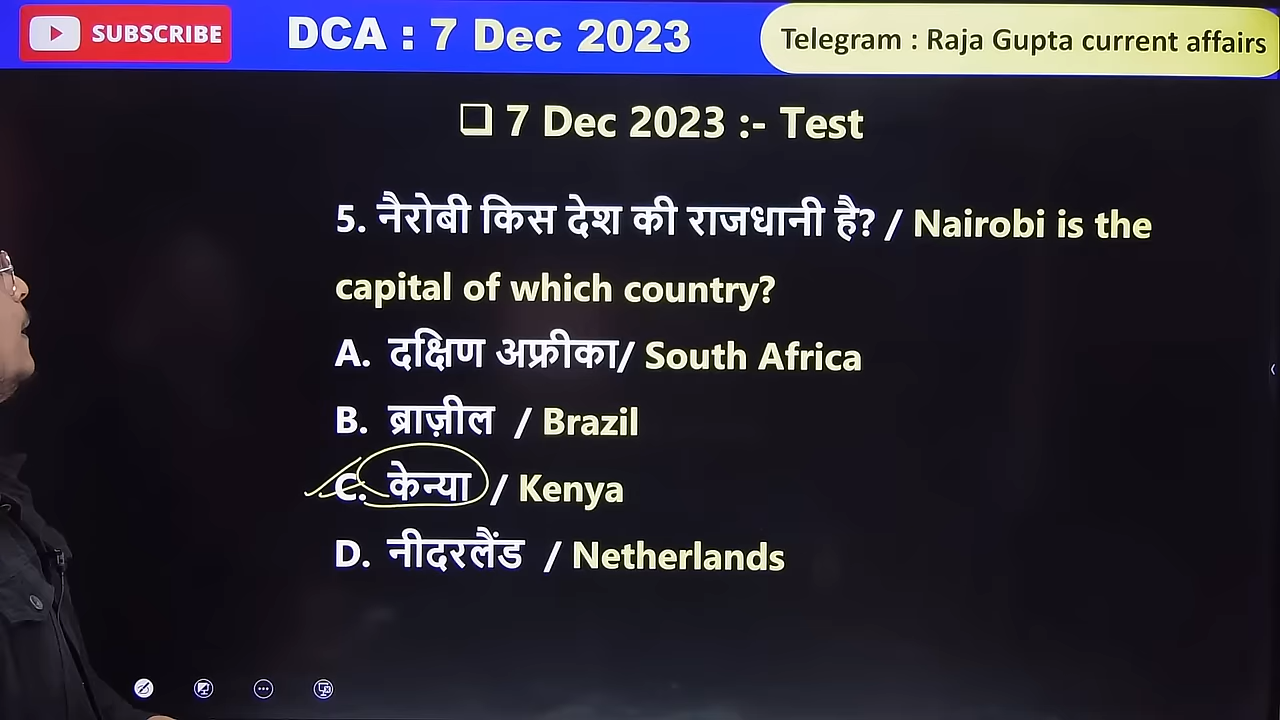 SUBSCRIBE
DCA : 7 Dec 2023
Telegram : Raja Gupta current affairs
❑ 7 Dec 2023 :- Test
5. नैरोबी किस देश की राजधानी है? / Nairobi is the
capital of which country?
A. दक्षिण अफ्रीका/ South Africa
B. ब्राज़ील / Brazil
C. केन्या / Kenya
D. नीदरलैंड / Netherlands